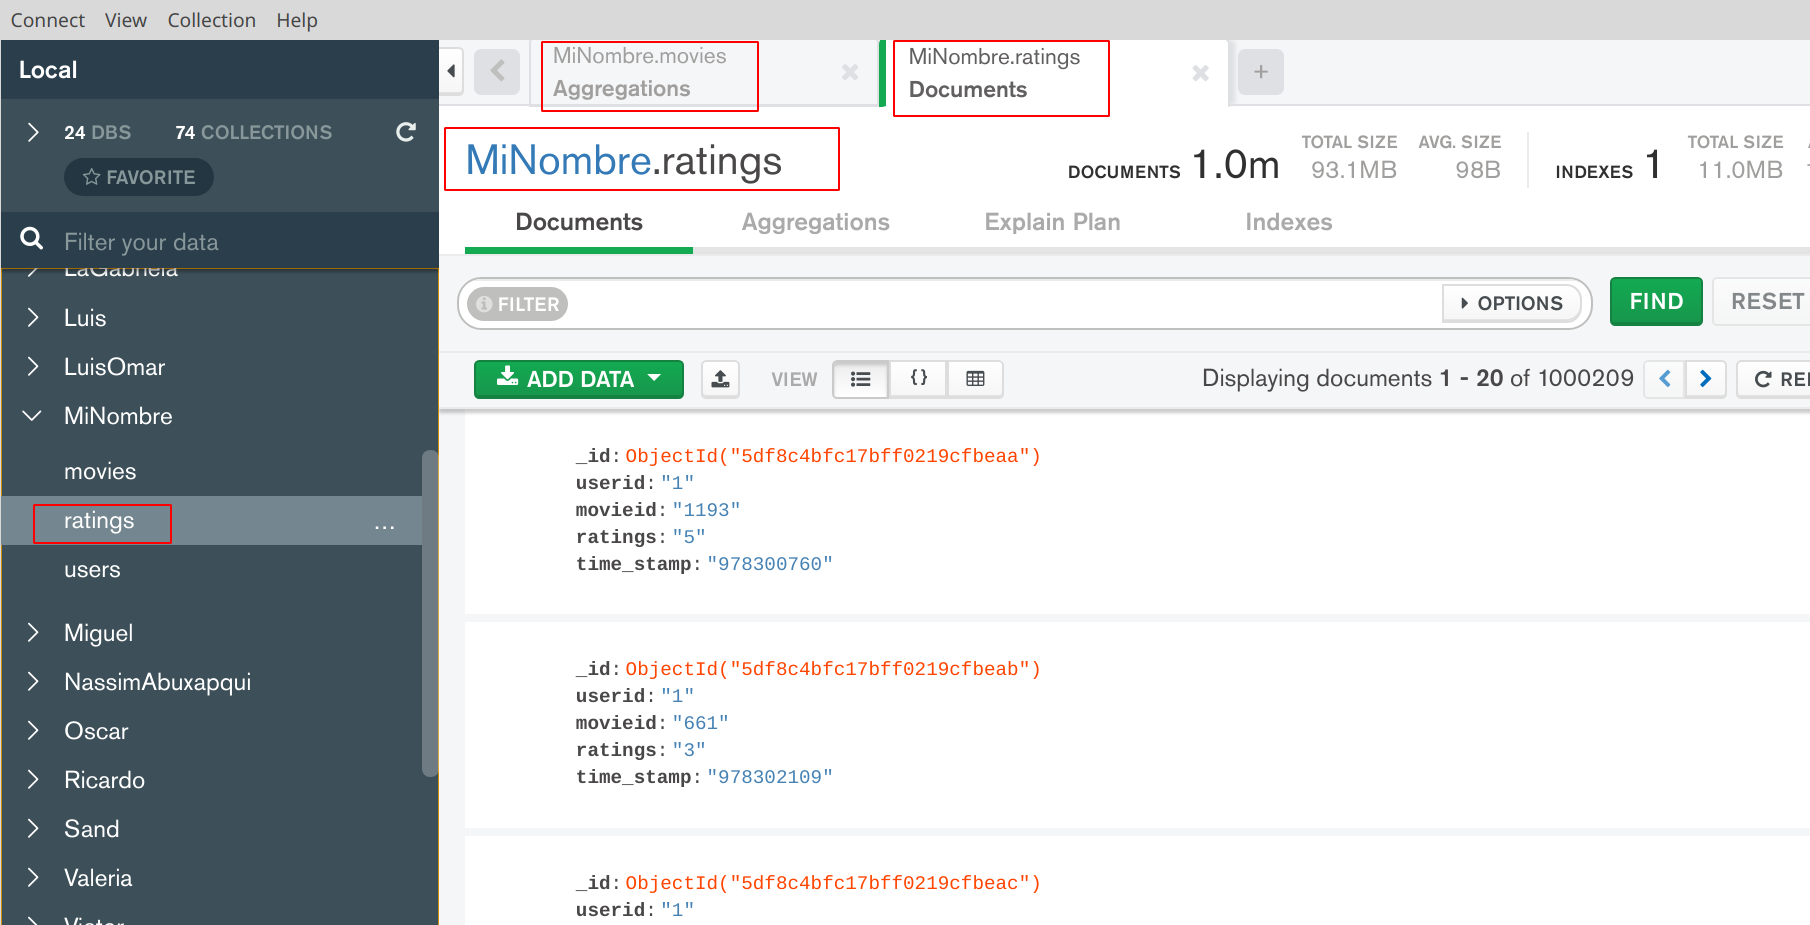 Connect View Collection Help
Local
24 DBS 74 COLLECTIONS
FAVORITE
Filter your data
LaGabriela
Luis
LuisOmar
MiNombre
movies
ratings ...
users
Miguel
NassimAbuxapqui
Oscar
Ricardo
Sand
Valeria
Victor
MiNombre.movies
Aggregations
MiNombre.ratings
Documents
+
MiNombre.ratings
DOCUMENTS 1.0m
TOTAL SIZE
93.1MB
AVG. SIZE
98B
INDEXES 1
TOTAL SIZE
11.0MB
Documents Aggregations Explain Plan Indexes
FILTER
OPTIONS
FIND
RESET
ADD DATA
VIEW
{}
Displaying documents 1 - 20 of 1000209
_id:ObjectId("5df8c4bfc17bff0219cfbeaa")
userid:"1"
movieid:"1193"
ratings:"5"
time_stamp:"978300760"
_id:ObjectId("5df8c4bfc17bff0219cfbeab")
userid:"1"
movieid:"661"
ratings:"3"
time_stamp:"978302109"
_id:ObjectId("5df8c4bfc17bff0219cfbeac")
userid:"1"